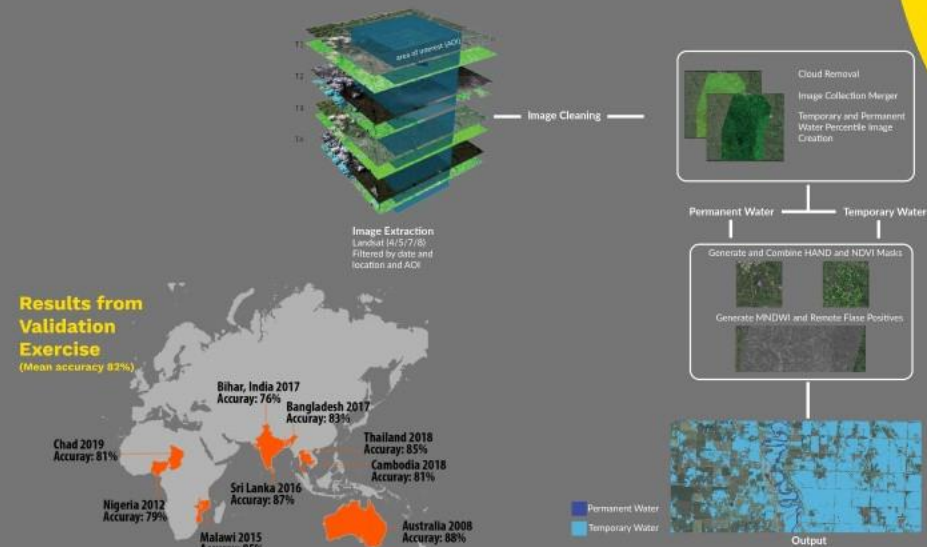 T1
T2
T3
T4
area of interest (AOI)
Image Cleaning
Cloud Removal
Image Collection Merger
Temporary and Permanent
Water Percentile Image
Creation
Image Extraction
Landsat (4/5/7/8)
Filtered by date and
location and AOI
Permanent Water
Temporary Water
Generate and Combine HAND and NDVI Masks
Generate MNDWI and Remote Flase Positives
Results from
Validation
Exercise
(Mean accuracy 82%)
Bihar, India 2017
Accuray: 76%
Bangladesh 2017
Accuray: 83%
Chad 2019
Accuray: 81%
Thailand 2018
Accuray: 85%
Cambodia 2018
Accuray: 81%
Sri Lanka 2016
Accuray: 87%
Nigeria 2012
Accuray: 79%
Malawi 2015
Australia 2008
Accuray: 88%
Permanent Water
Temporary Water
Output